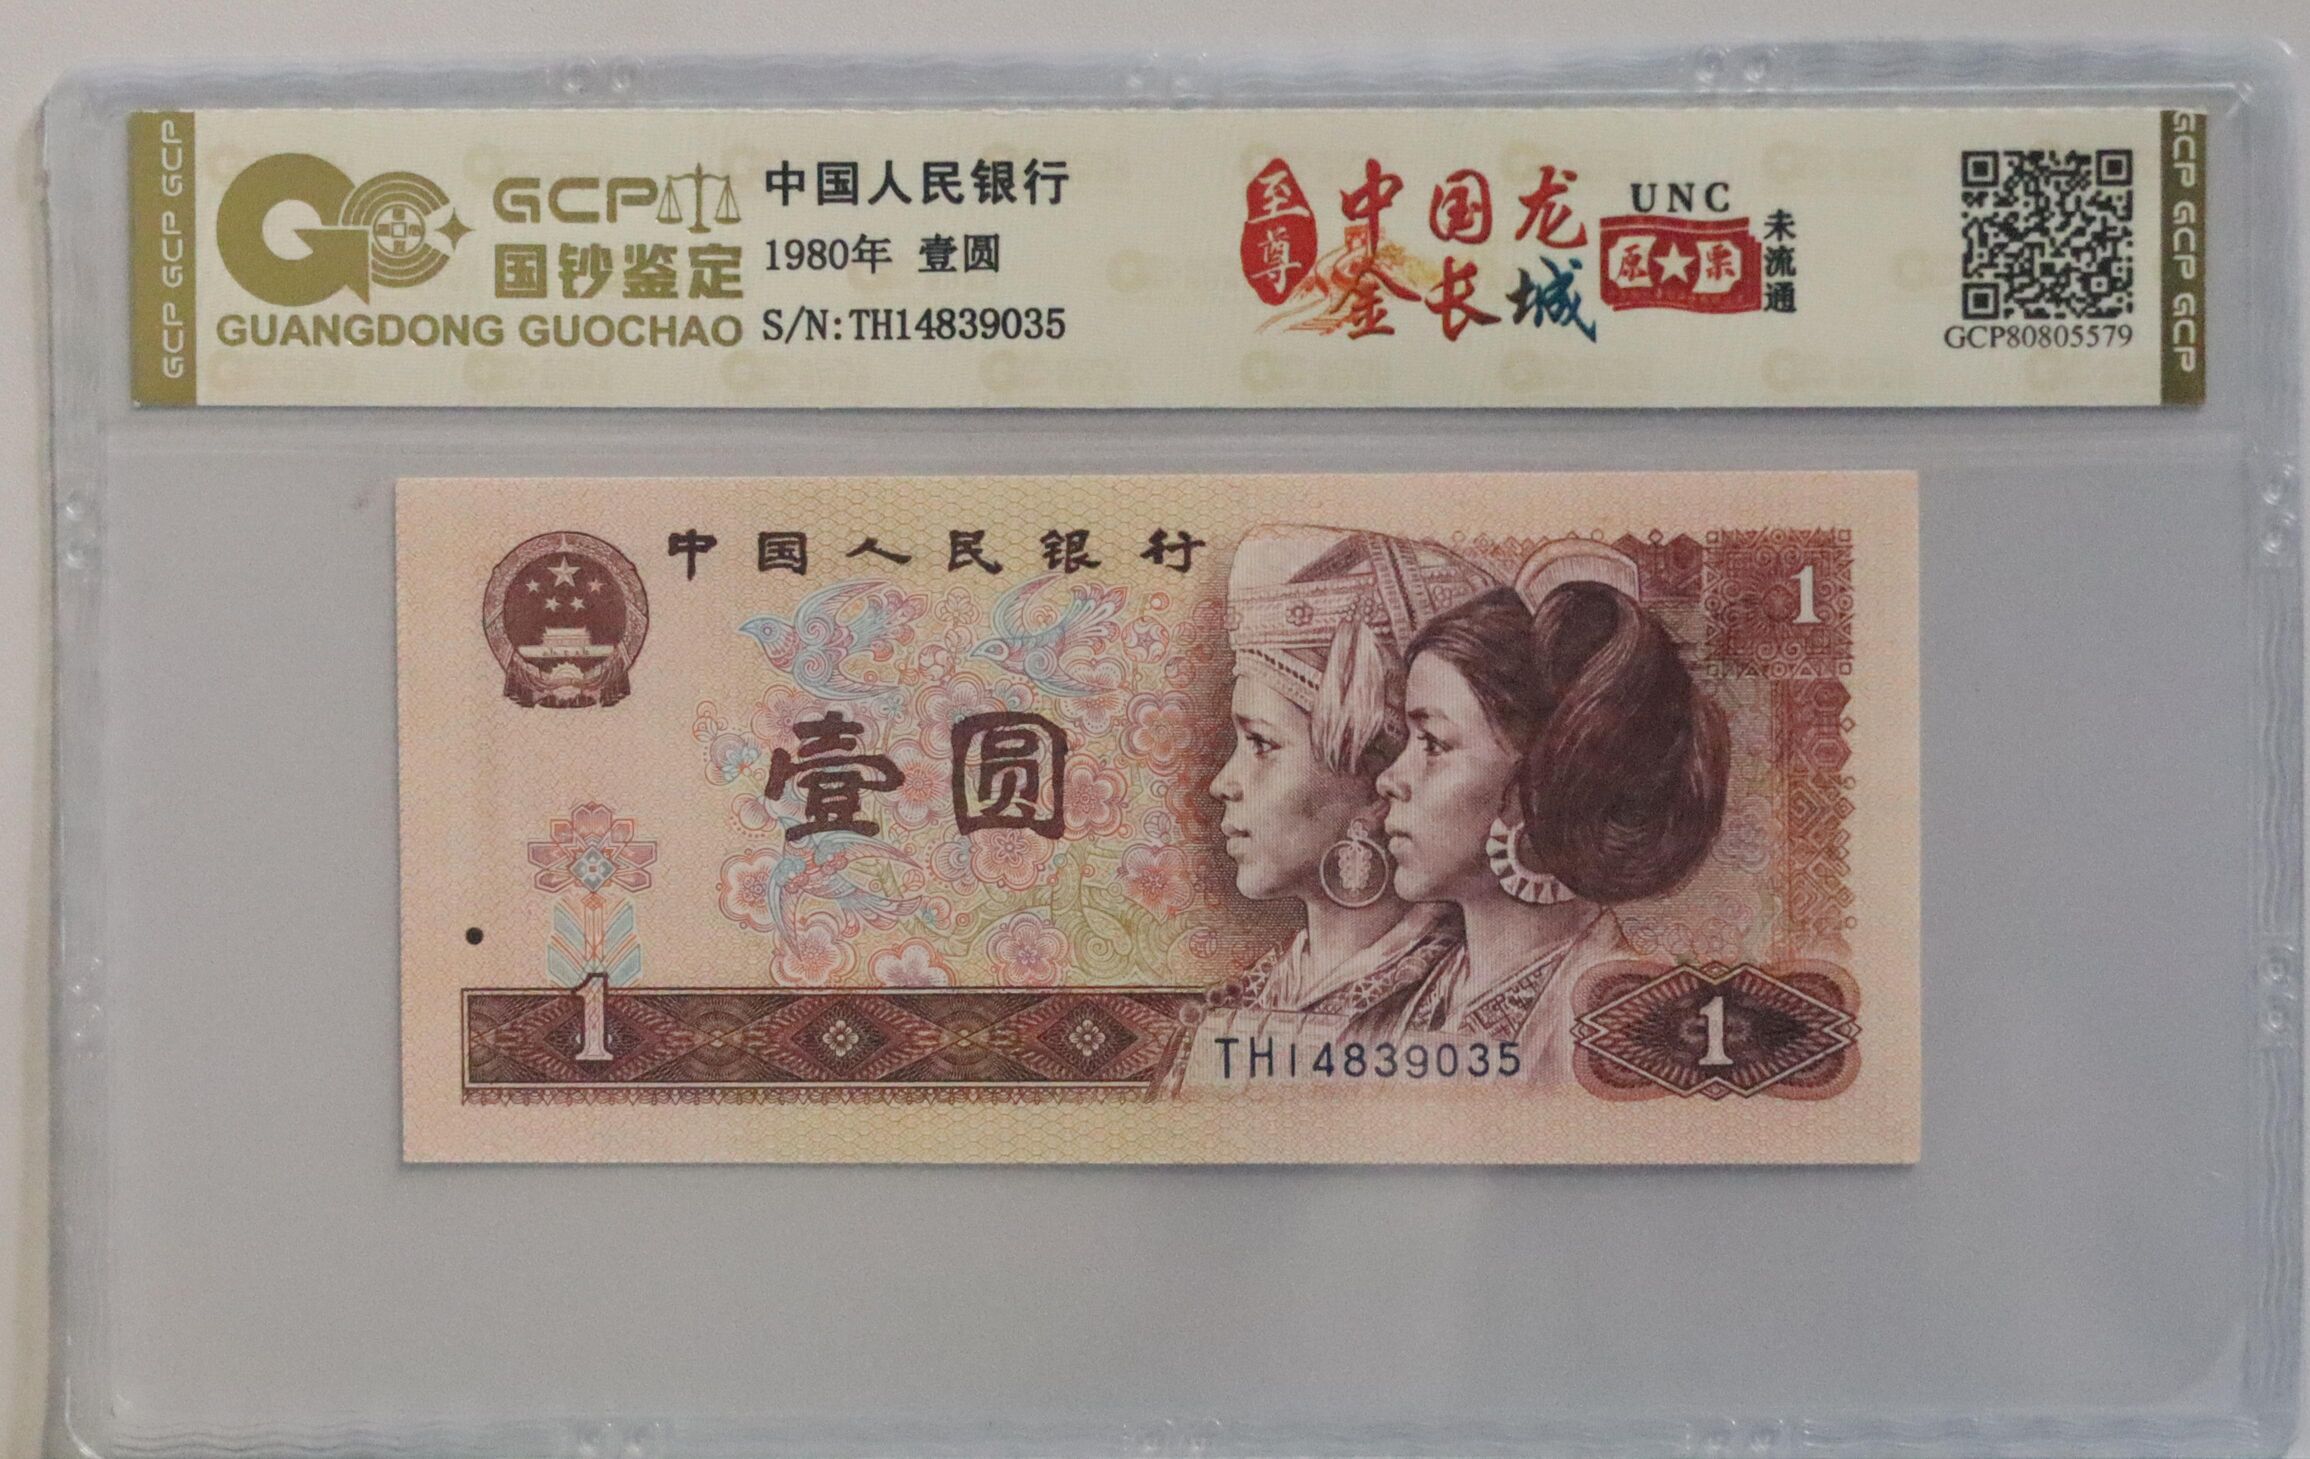 GCP GCP GCP
GCP
国钞鉴定
GUANGDONG GUOCHAO
中国人民银行
1980年 壹圆
S/N:TH14839035
至尊
中国龙
金长城
UNC
原★票
未流通
GCP80805579
GCP GCP GCP
中国人民银行
1
壹圆
1
TH14839035
1